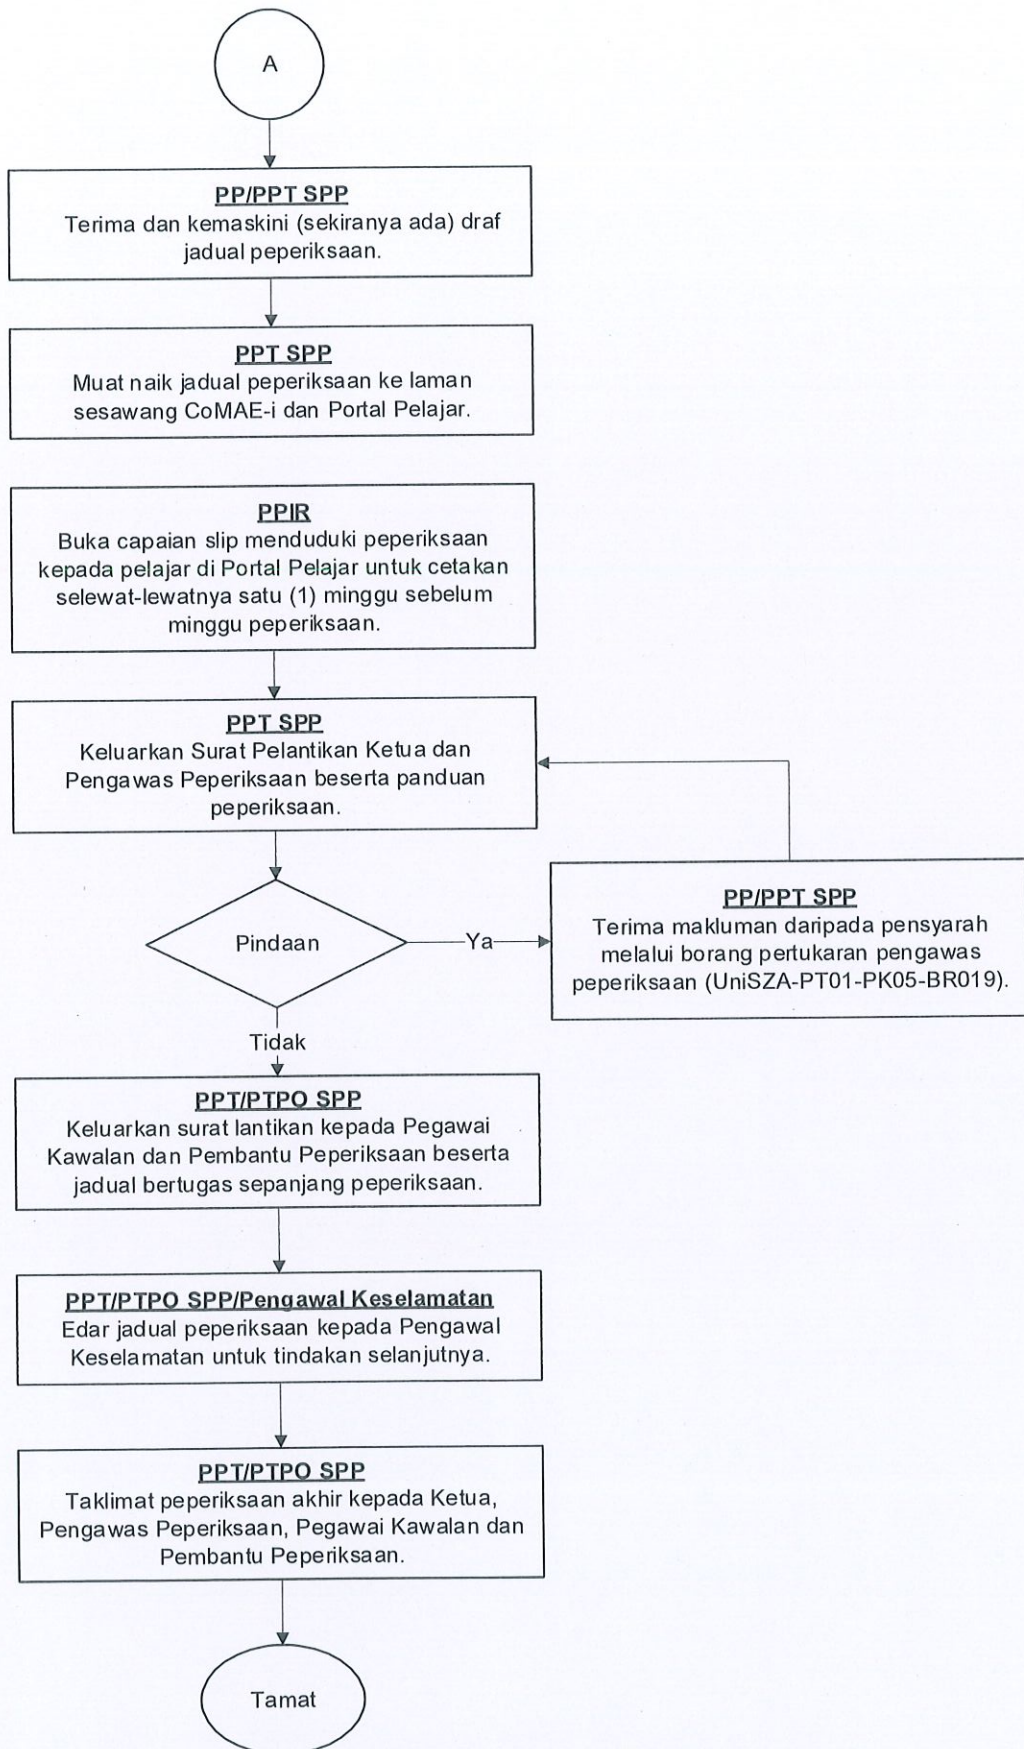 A
PP/PPT SPP
Terima dan kemaskini (sekiranya ada) draf
jadual peperiksaan.
PPT SPP
Muat naik jadual peperiksaan ke laman
sesawang CoMAE-i dan Portal Pelajar.
PPIR
Buka capaian slip menduduki peperiksaan
kepada pelajar di Portal Pelajar untuk cetakan
selewat-lewatnya satu (1) minggu sebelum
minggu peperiksaan.
PPT SPP
Keluarkan Surat Pelantikan Ketua dan
Pengawas Peperiksaan beserta panduan
peperiksaan.
Pindaan
Ya
PP/PPT SPP
Terima makluman daripada pensyarah
melalui borang pertukaran pengawas
peperiksaan (UniSZA-PT01-PK05-BR019).
Tidak
PPT/PTPO SPP
Keluarkan surat lantikan kepada Pegawai
Kawalan dan Pembantu Peperiksaan beserta
jadual bertugas sepanjang peperiksaan.
PPT/PTPO SPP/Pengawal Keselamatan
Edar jadual peperiksaan kepada Pengawal
Keselamatan untuk tindakan selanjutnya.
PPT/PTPO SPP
Taklimat peperiksaan akhir kepada Ketua,
Pengawas Peperiksaan, Pegawai Kawalan dan
Pembantu Peperiksaan.
Tamat